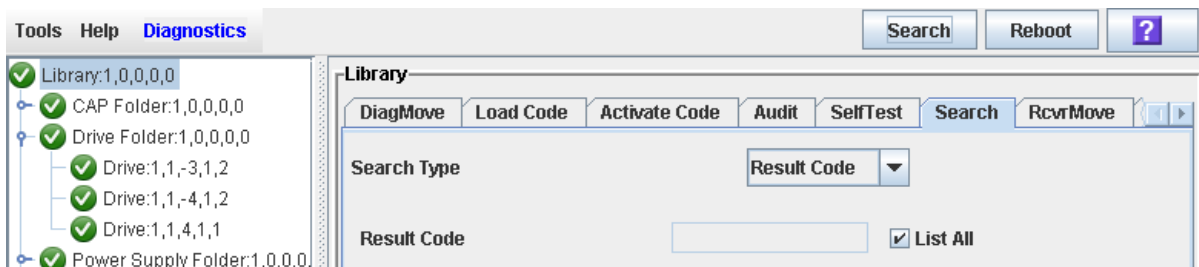 Tools Help Diagnostics Search Reboot ?
Library:1,0,0,0,0
CAP Folder:1,0,0,0,0
Drive Folder:1,0,0,0,0
Drive:1,1,-3,1,2
Drive:1,1,-4,1,2
Drive:1,1,4,1,1
Power Supply Folder:1,0,0,0,
Library
DiagMove Load Code Activate Code Audit SelfTest Search RcvrMove
Search Type Result Code
Result Code List All